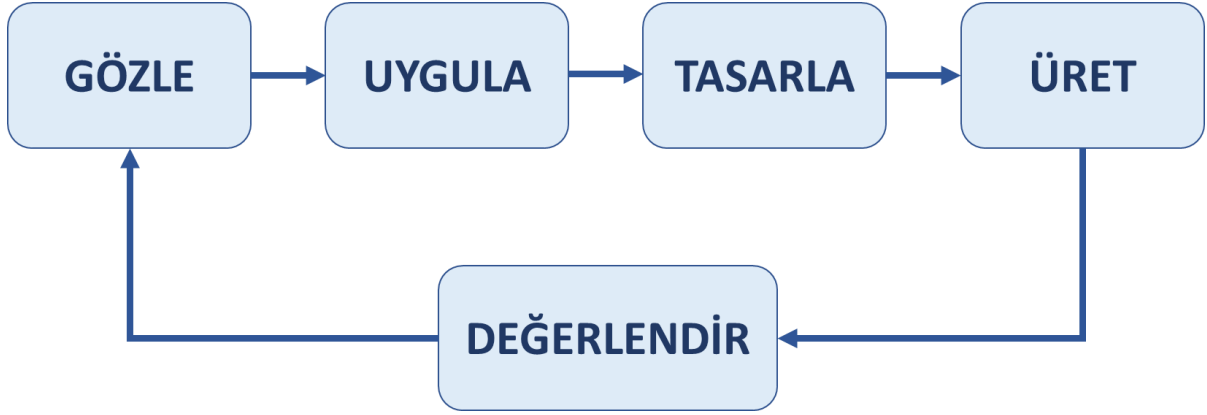 GÖZLE
UYGULA
TASARLA
ÜRET
DEĞERLENDİR